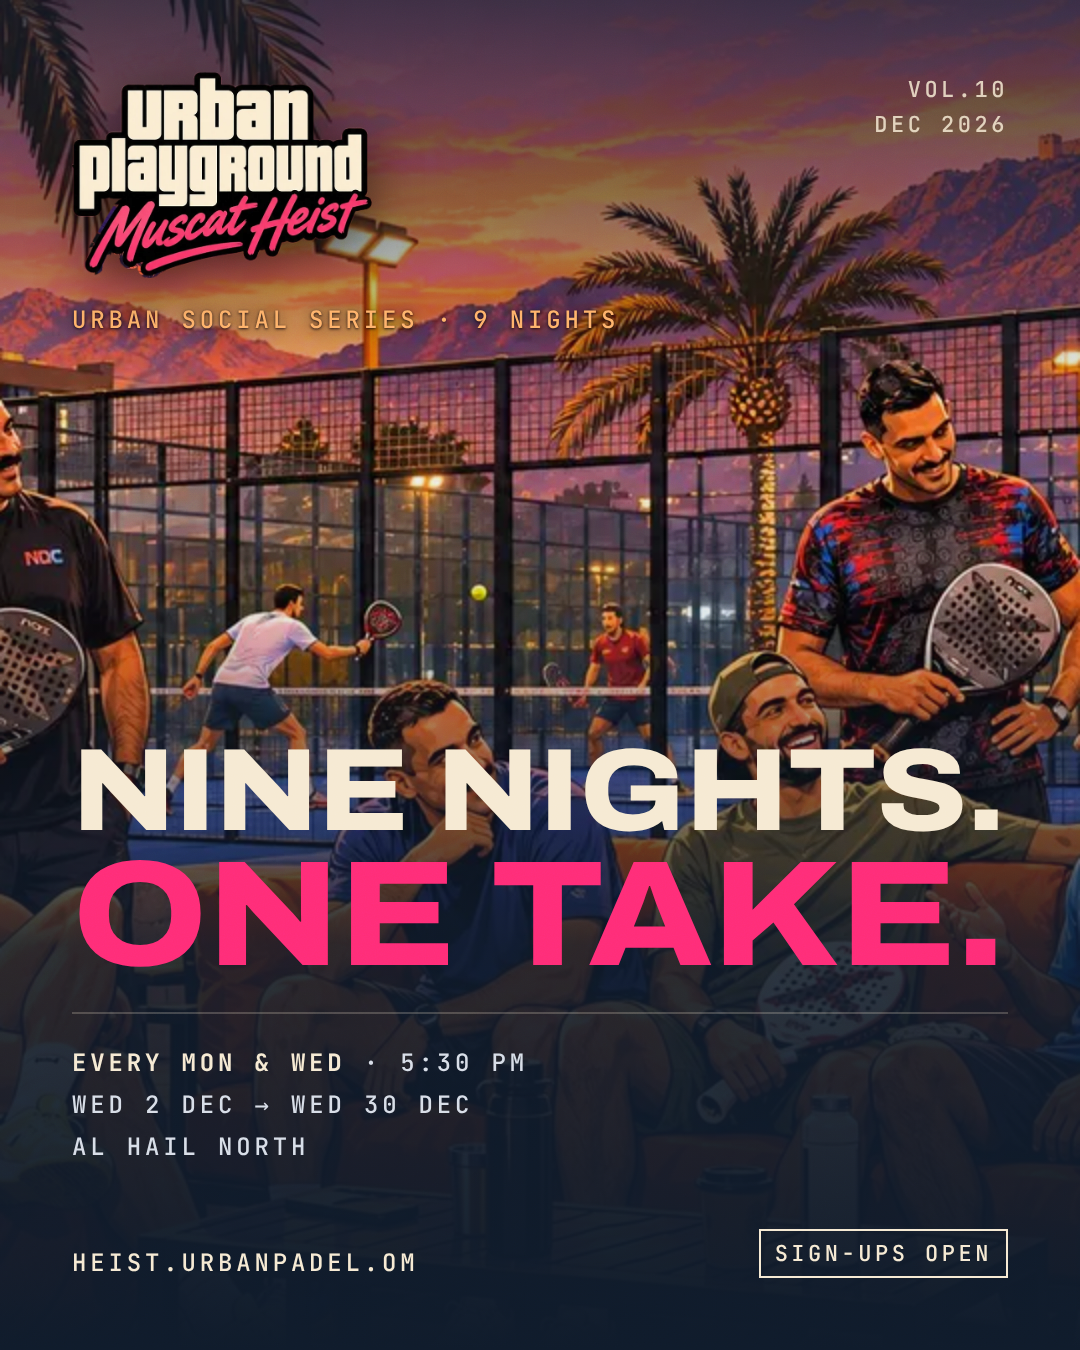 urban
playground
Muscat Heist
VOL.10
DEC 2026
URBAN SOCIAL SERIES · 9 NIGHTS
NDC
NOX
NOX
NINE NIGHTS.
ONE TAKE.
EVERY MON & WED · 5:30 PM
WED 2 DEC → WED 30 DEC
AL HAIL NORTH
HEIST.URBANPADEL.OM
SIGN-UPS OPEN